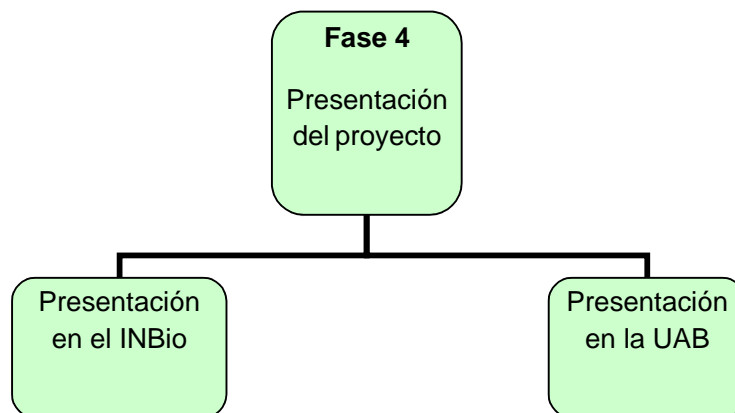 Fase 4
Presentación
del proyecto
Presentación
en el INBio
Presentación
en la UAB